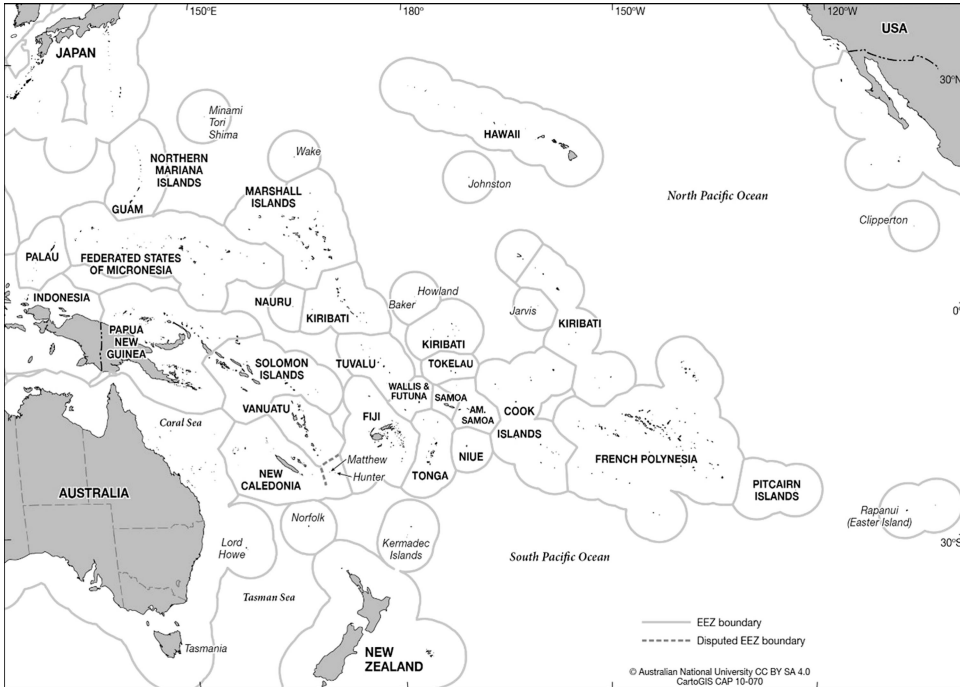 150°E
180°
150°W
120°W
USA
JAPAN
30°N
Minami
Tori
Shima
HAWAII
Wake
NORTHERN
MARIANA
ISLANDS
Johnston
MARSHALL
ISLANDS
North Pacific Ocean
GUAM
Clipperton
PALAU
FEDERATED STATES
OF MICRONESIA
INDONESIA
NAURU
Howland
Baker
Jarvis
0°
KIRIBATI
KIRIBATI
PAPUA
NEW
GUINEA
KIRIBATI
SOLOMON
ISLANDS
TUVALU
TOKELAU
WALLIS &
FUTUNA
SAMOA
VANUATU
FIJI
AM.
SAMOA
COOK
ISLANDS
Coral Sea
NIUE
Matthew
Hunter
FRENCH POLYNESIA
NEW
CALEDONIA
TONGA
PITCAIRN
ISLANDS
AUSTRALIA
Norfolk
Rapanui
(Easter Island)
Lord
Howe
Kermadec
Islands
30°S
South Pacific Ocean
Tasman Sea
EEZ boundary
Disputed EEZ boundary
Tasmania
NEW
ZEALAND
© Australian National University CC BY SA 4.0
CartoGIS CAP 10-070